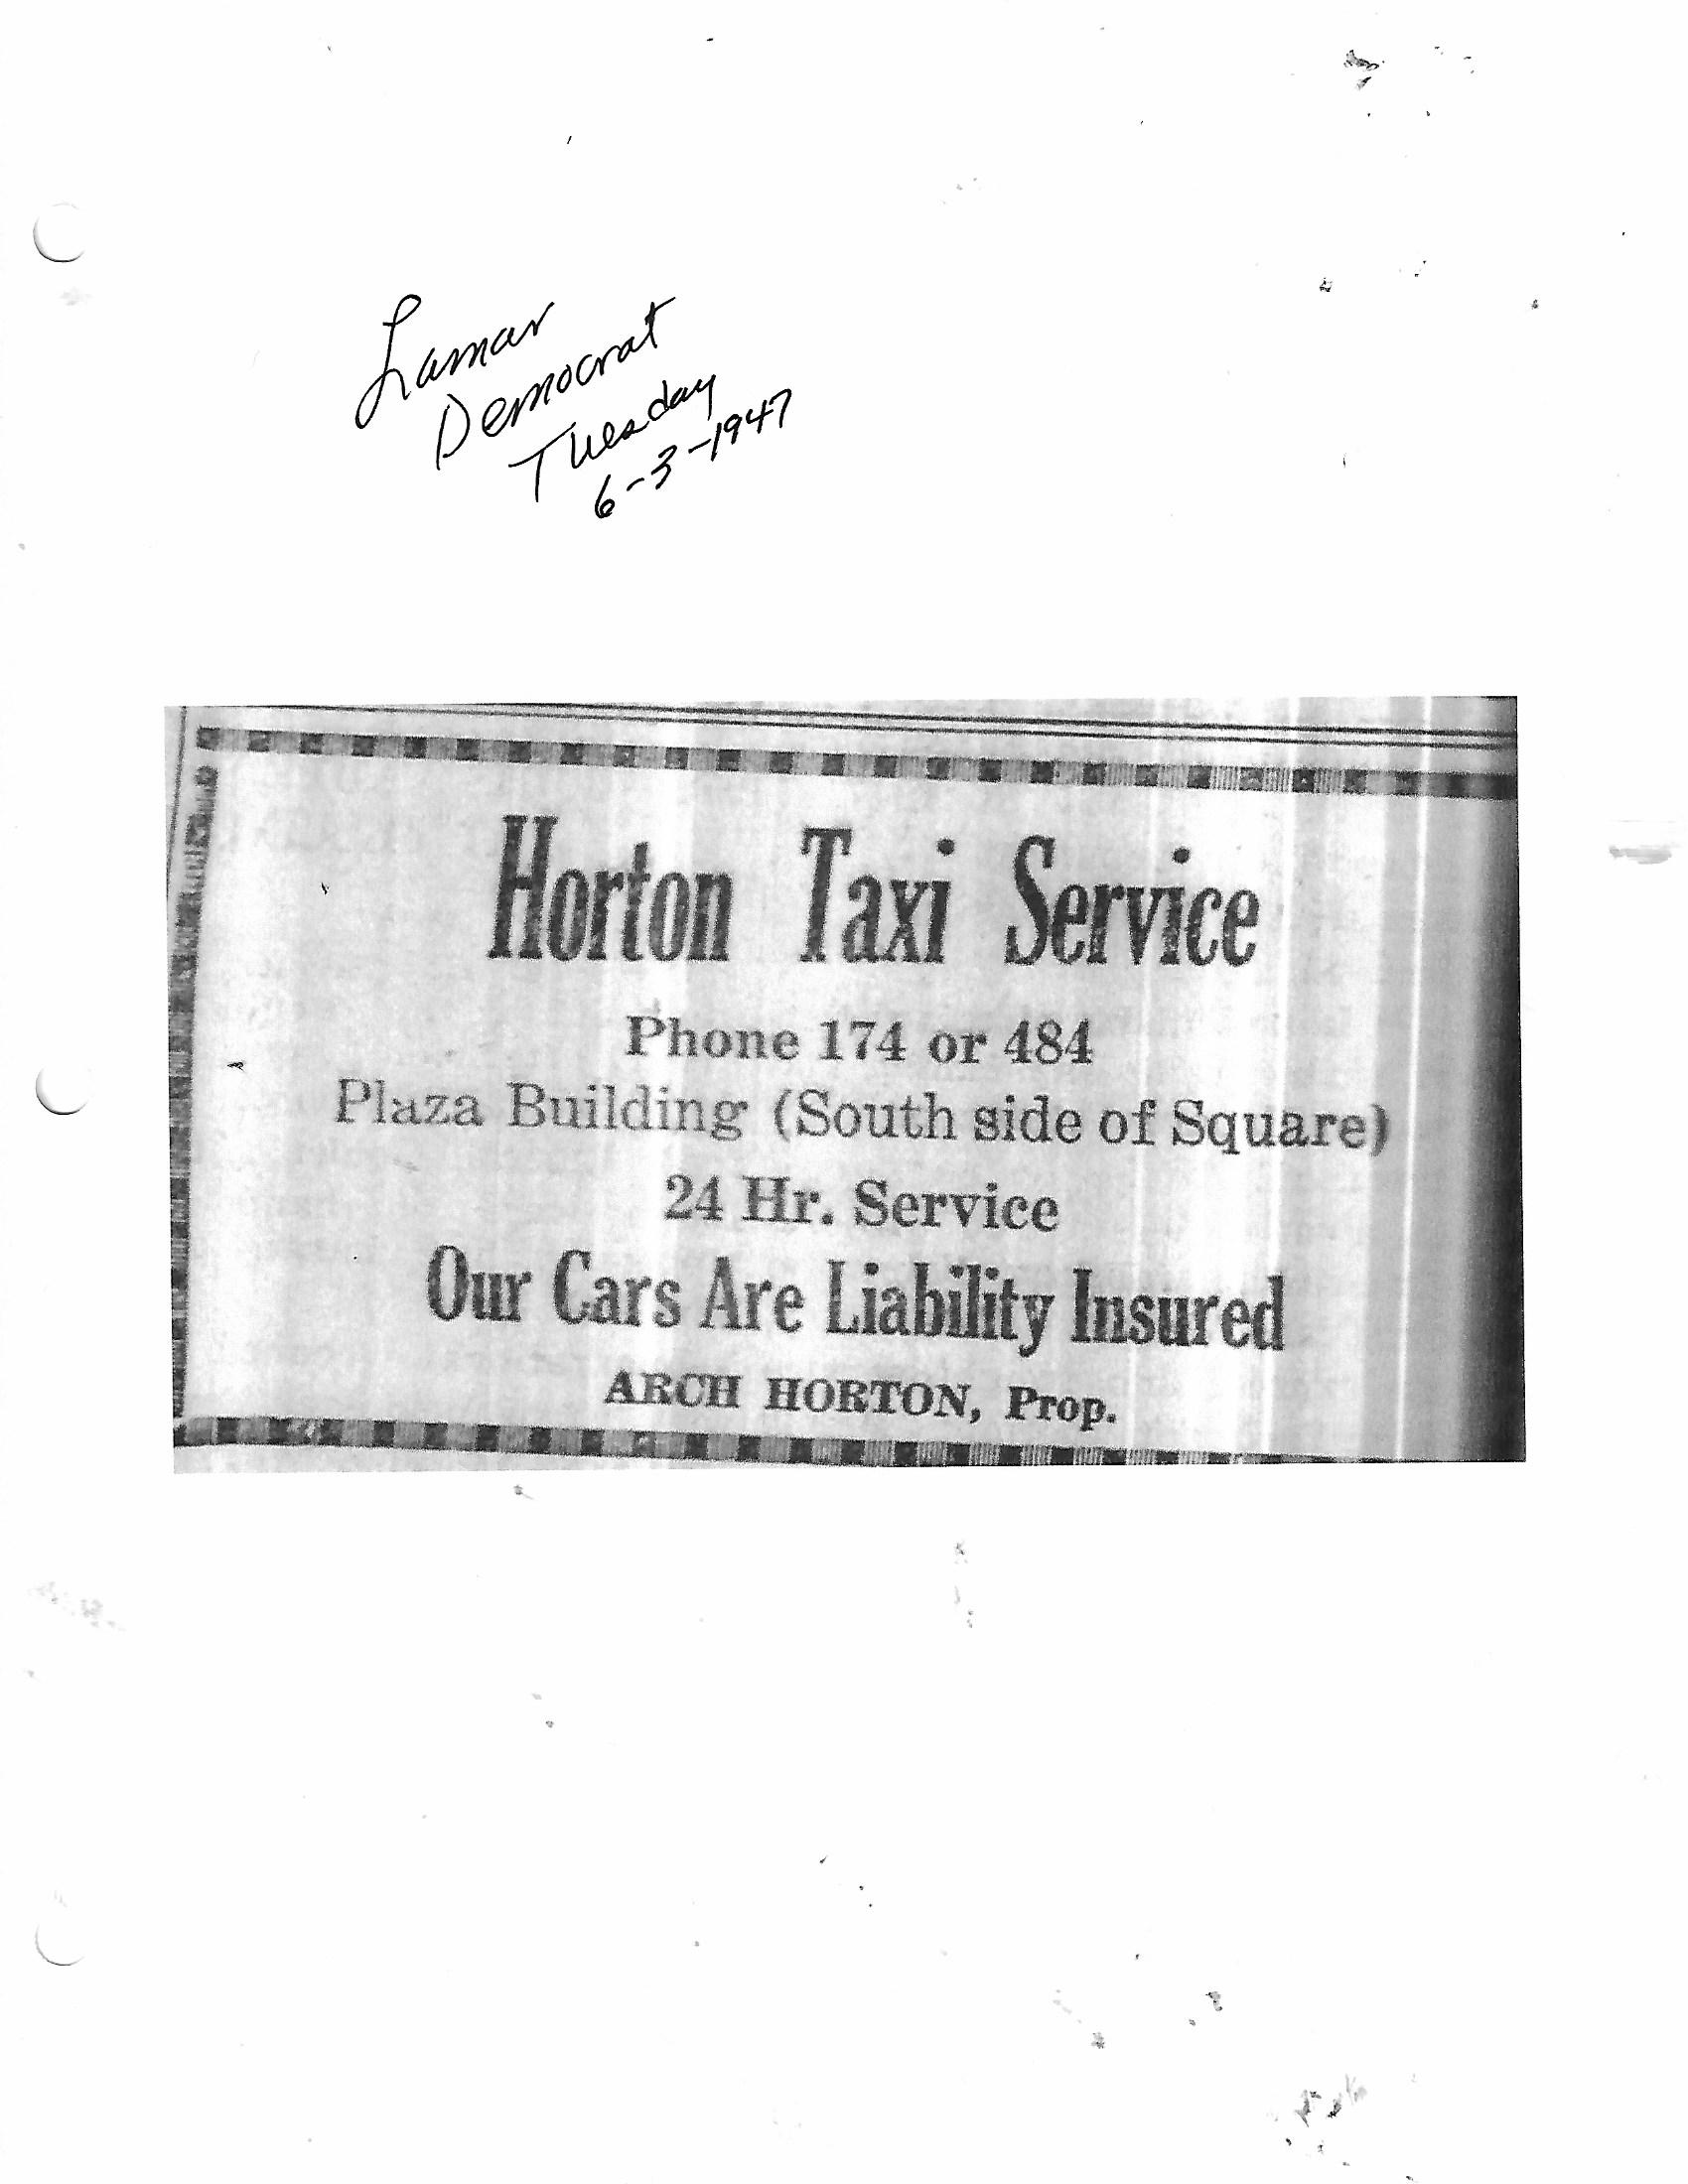 Lamar
Democrat
Tuesday
6-3-1947
Horton Taxi Service
Phone 174 or 484
Plaza Building (South side of Square)
24 Hr. Service
Our Cars Are Liability Insured
ARCH HORTON, Prop.